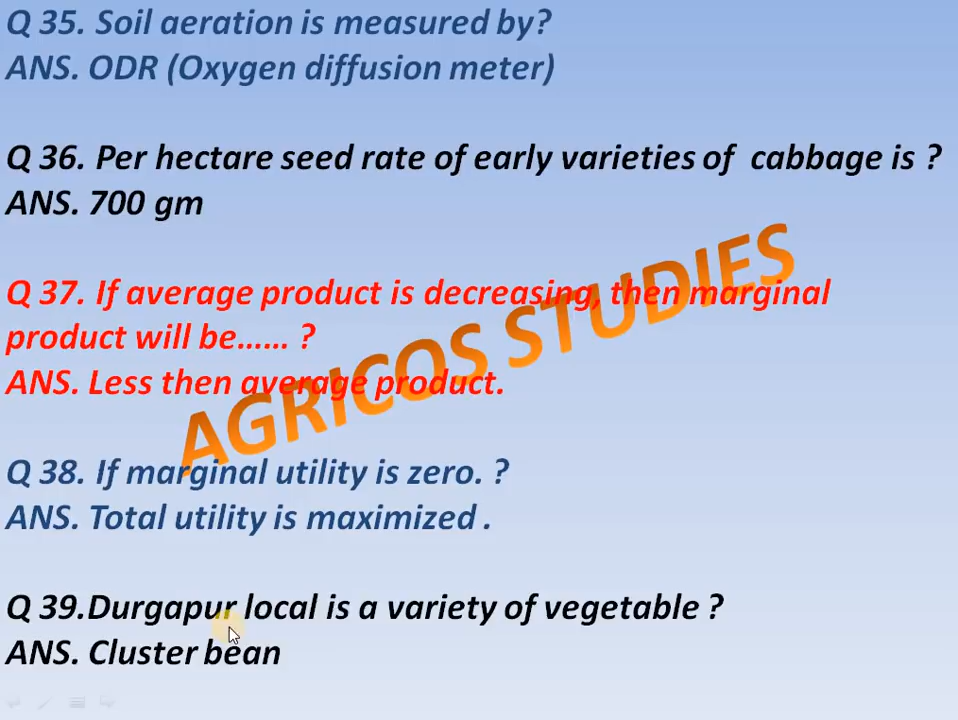 Q 35. Soil aeration is measured by?
ANS. ODR (Oxygen diffusion meter)
Q 36. Per hectare seed rate of early varieties of cabbage is ?
ANS. 700 gm
Q 37. If average product is decreasing, then marginal
product will be...... ?
ANS. Less then average product.
AGRICOS STUDIES
Q 38. If marginal utility is zero. ?
ANS. Total utility is maximized .
Q 39.Durgapur local is a variety of vegetable ?
ANS. Cluster bean